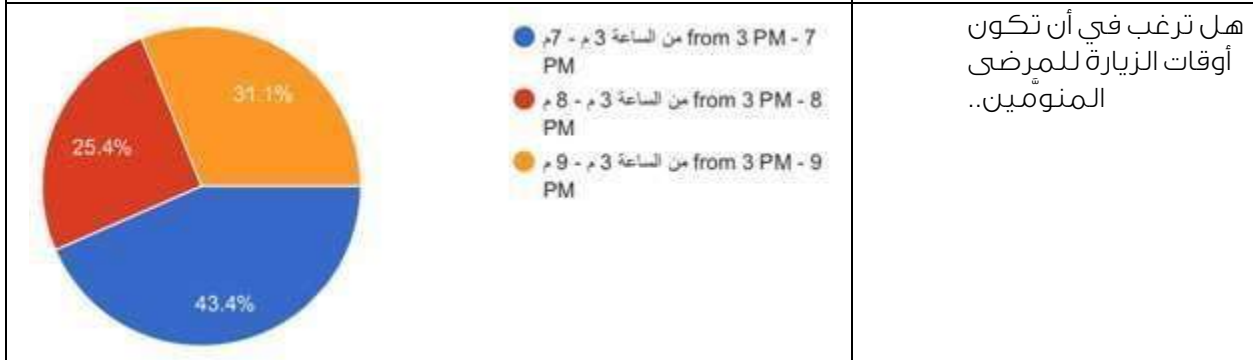 هل ترغب في أن تكون
أوقات الزيارة للمرضى
المنوَّمين..
من الساعة 3 م - 7م from 3 PM - 7
PM
من الساعة 3 م - 8 م from 3 PM - 8
PM
من الساعة 3 م - 9 م from 3 PM - 9
PM
31.1%
25.4%
43.4%